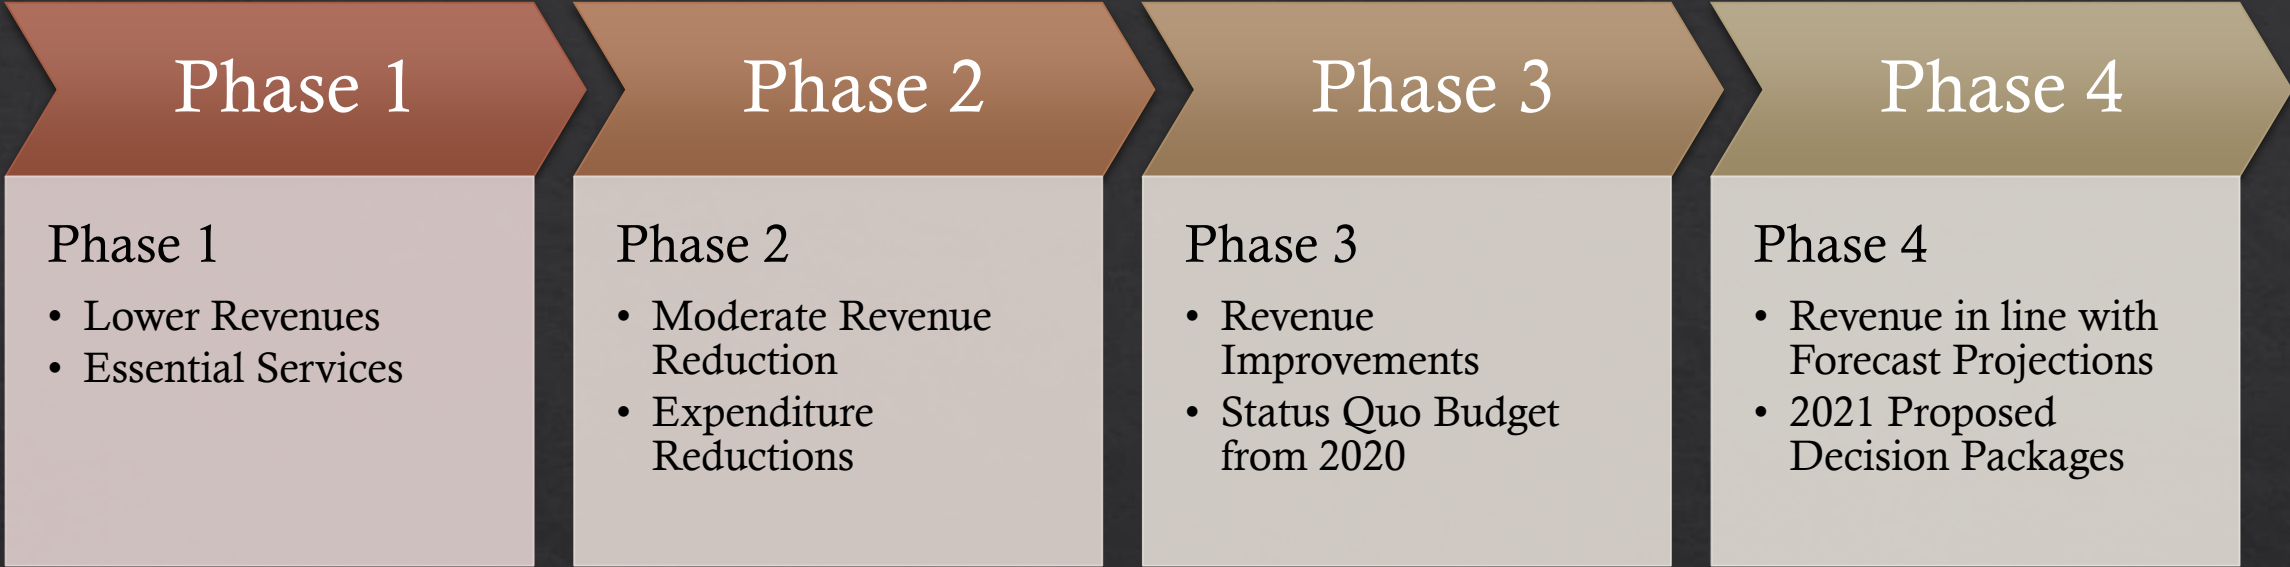 Phase 1
Phase 2
Phase 3
Phase 4
Phase 1
• Lower Revenues
• Essential Services
Phase 2
• Moderate Revenue
Reduction
• Expenditure
Reductions
Phase 3
• Revenue
Improvements
• Status Quo Budget
from 2020
Phase 4
• Revenue in line with
Forecast Projections
• 2021 Proposed
Decision Packages